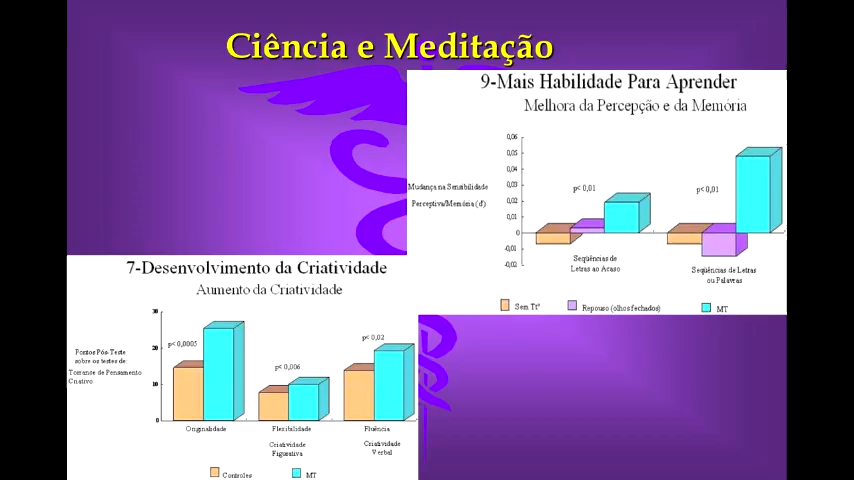 Ciência e Meditação
9-Mais Habilidade Para Aprender
Melhora da Percepção e da Memória
0,06
0,05
0,04
0,03
0,02
0,01
0
-0,01
-0,02
Mudança na Sensibilidade
Perceptiva/Memória (d')
p< 0,01
p< 0,01
Seqüências de
Letras ao Acaso
Seqüências de Letras
ou Palavras
Sem Ttº
Repouso (olhos fechados)
MT
7-Desenvolvimento da Criatividade
Aumento da Criatividade
30
20
10
0
Pontos Pós-Teste
sobre os testes de
Torranse de Pensamento
Criativo
p< 0,0005
p< 0,006
p< 0,02
Originalidade
Flexibilidade
Fluência
Criatividade
Figurativa
Criatividade
Verbal
Controles
MT